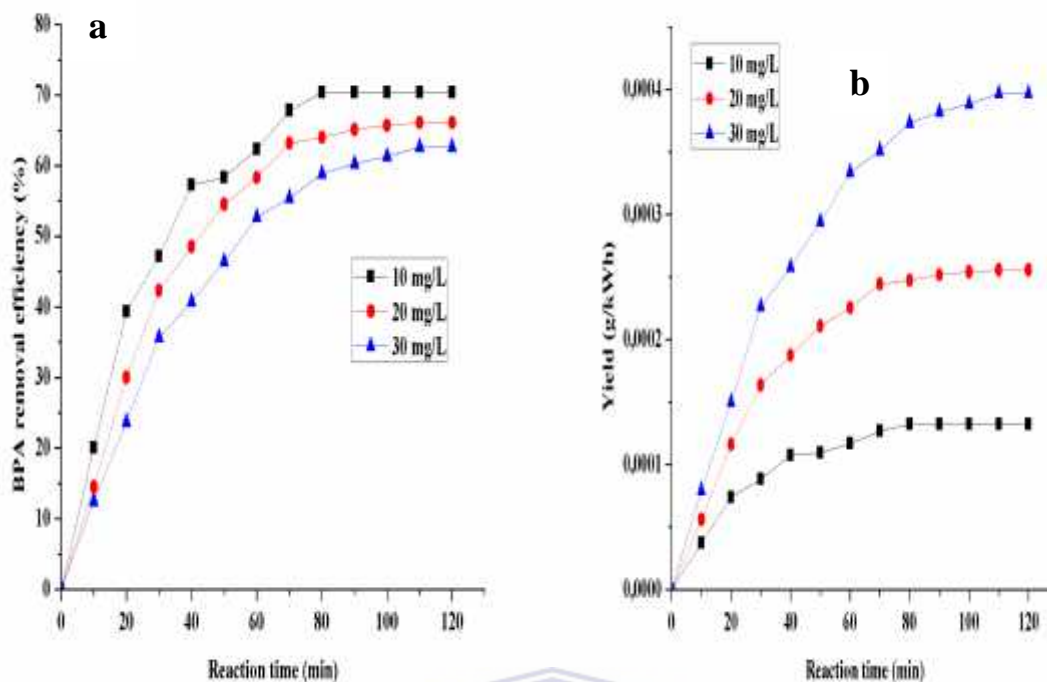 a
BPA removal efficiency (%)
80
70
60
50
40
30
20
10
0
10 mg/L
20 mg/L
30 mg/L
0 20 40 60 80 100 120
Reaction time (min)
b
Yield (g/kWh)
10 mg/L
20 mg/L
30 mg/L
0,0004
0,0003
0,0002
0,0001
0,0000
0 20 40 60 80 100 120
Reaction time (min)